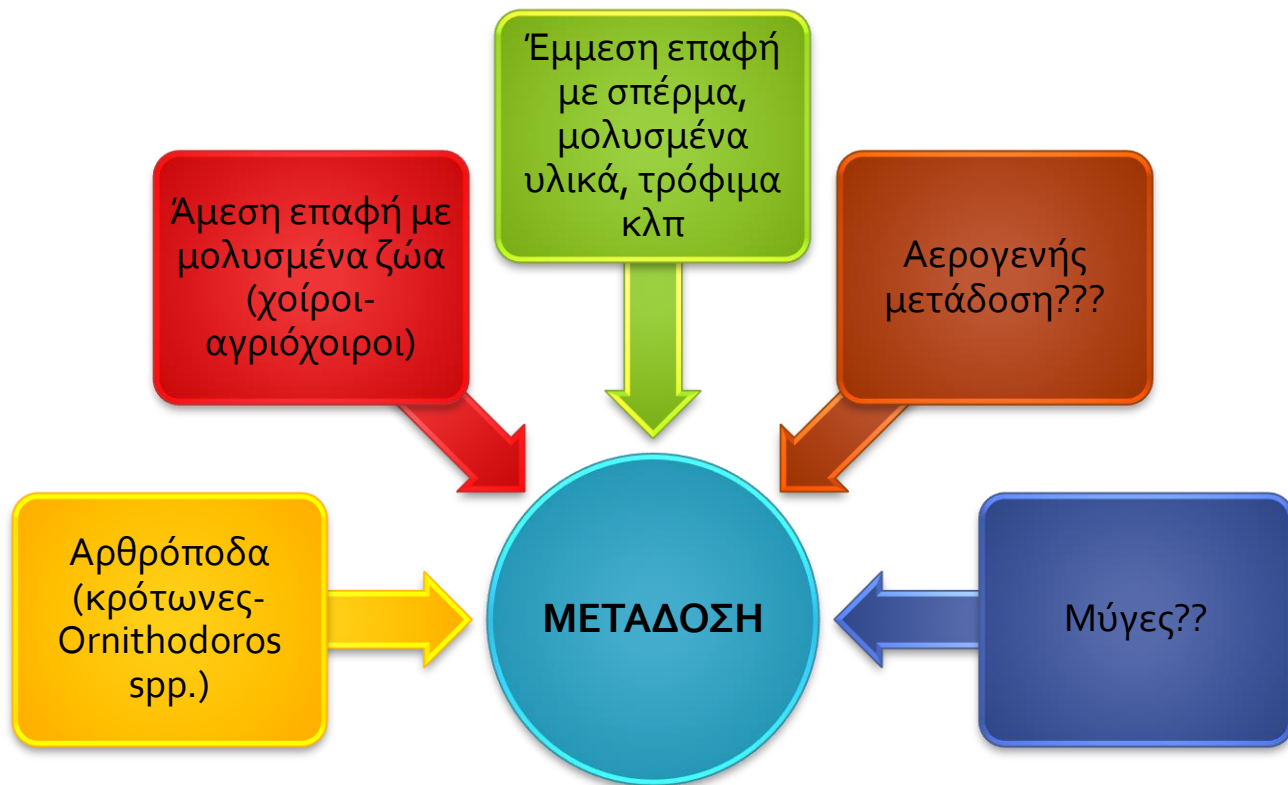 Έμμεση επαφή
με σπέρμα,
μολυσμένα
υλικά, τρόφιμα
κλπ
Άμεση επαφή με
μολυσμένα ζώα
(χοίροι-
αγριόχοιροι)
Αερογενής
μετάδοση???
Αρθρόποδα
(κρότωνες-
Ornithodoros
spp.)
ΜΕΤΑΔΟΣΗ
Μύγες??